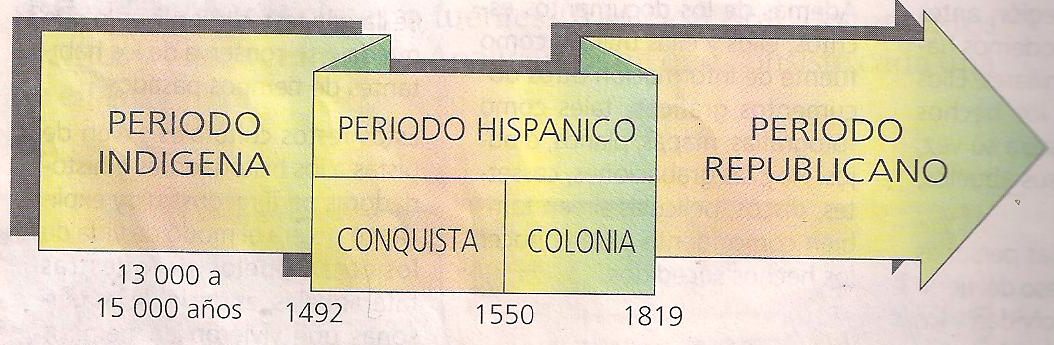 PERIODO
INDIGENA
PERIODO HISPANICO
PERIODO
REPUBLICANO
CONQUISTA
COLONIA
13 000 a
15 000 años
1492
1550
1819